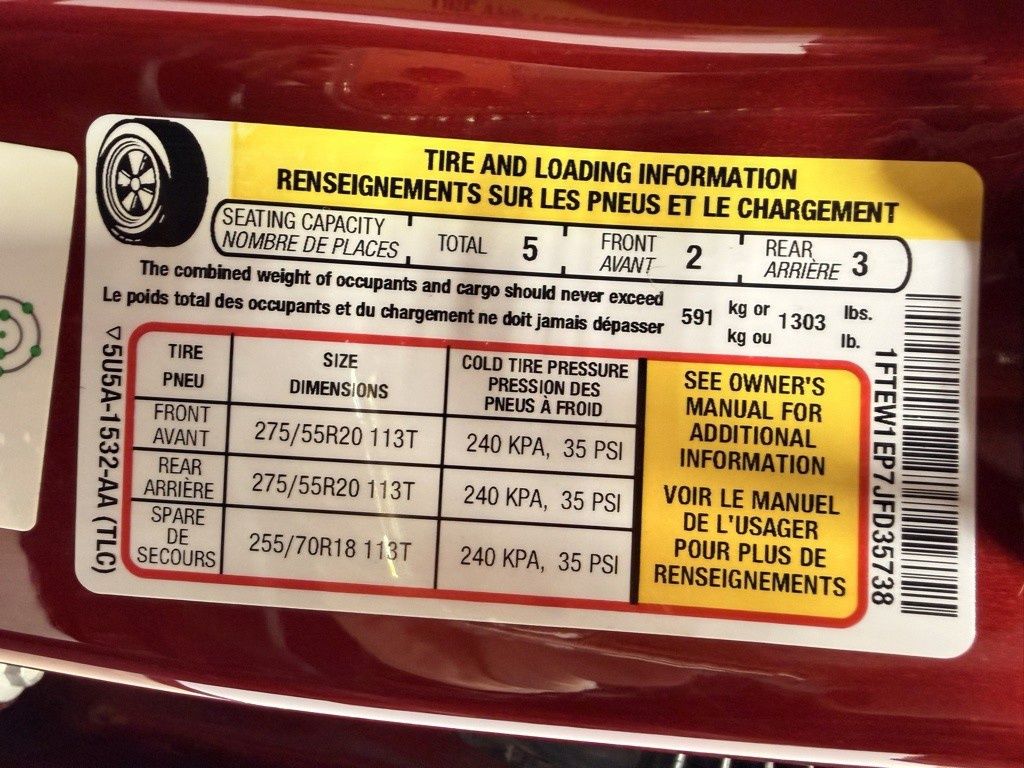 TIRE AND LOADING INFORMATION
RENSEIGNEMENTS SUR LES PNEUS ET LE CHARGEMENT
SEATING CAPACITY
NOMBRE DE PLACES
TOTAL 5
FRONT
AVANT
2
REAR
ARRIÈRE
3
The combined weight of occupants and cargo should never exceed
Le poids total des occupants et du chargement ne doit jamais dépasser
591
kg or
kg ou
1303
lbs.
lb.
TIRE
PNEU
SIZE
DIMENSIONS
COLD TIRE PRESSURE
PRESSION DES
PNEUS À FROID
FRONT
AVANT
275/55R20 113T
240 KPA, 35 PSI
REAR
ARRIÈRE
275/55R20 113T
240 KPA, 35 PSI
SPARE
DE
SECOURS
255/70R18 113T
240 KPA, 35 PSI
SEE OWNER'S
MANUAL FOR
ADDITIONAL
INFORMATION
VOIR LE MANUEL
DE L'USAGER
POUR PLUS DE
RENSEIGNEMENTS
▽5U5A-1532-AA (TLC)
1FTEW1EP7JFD35738